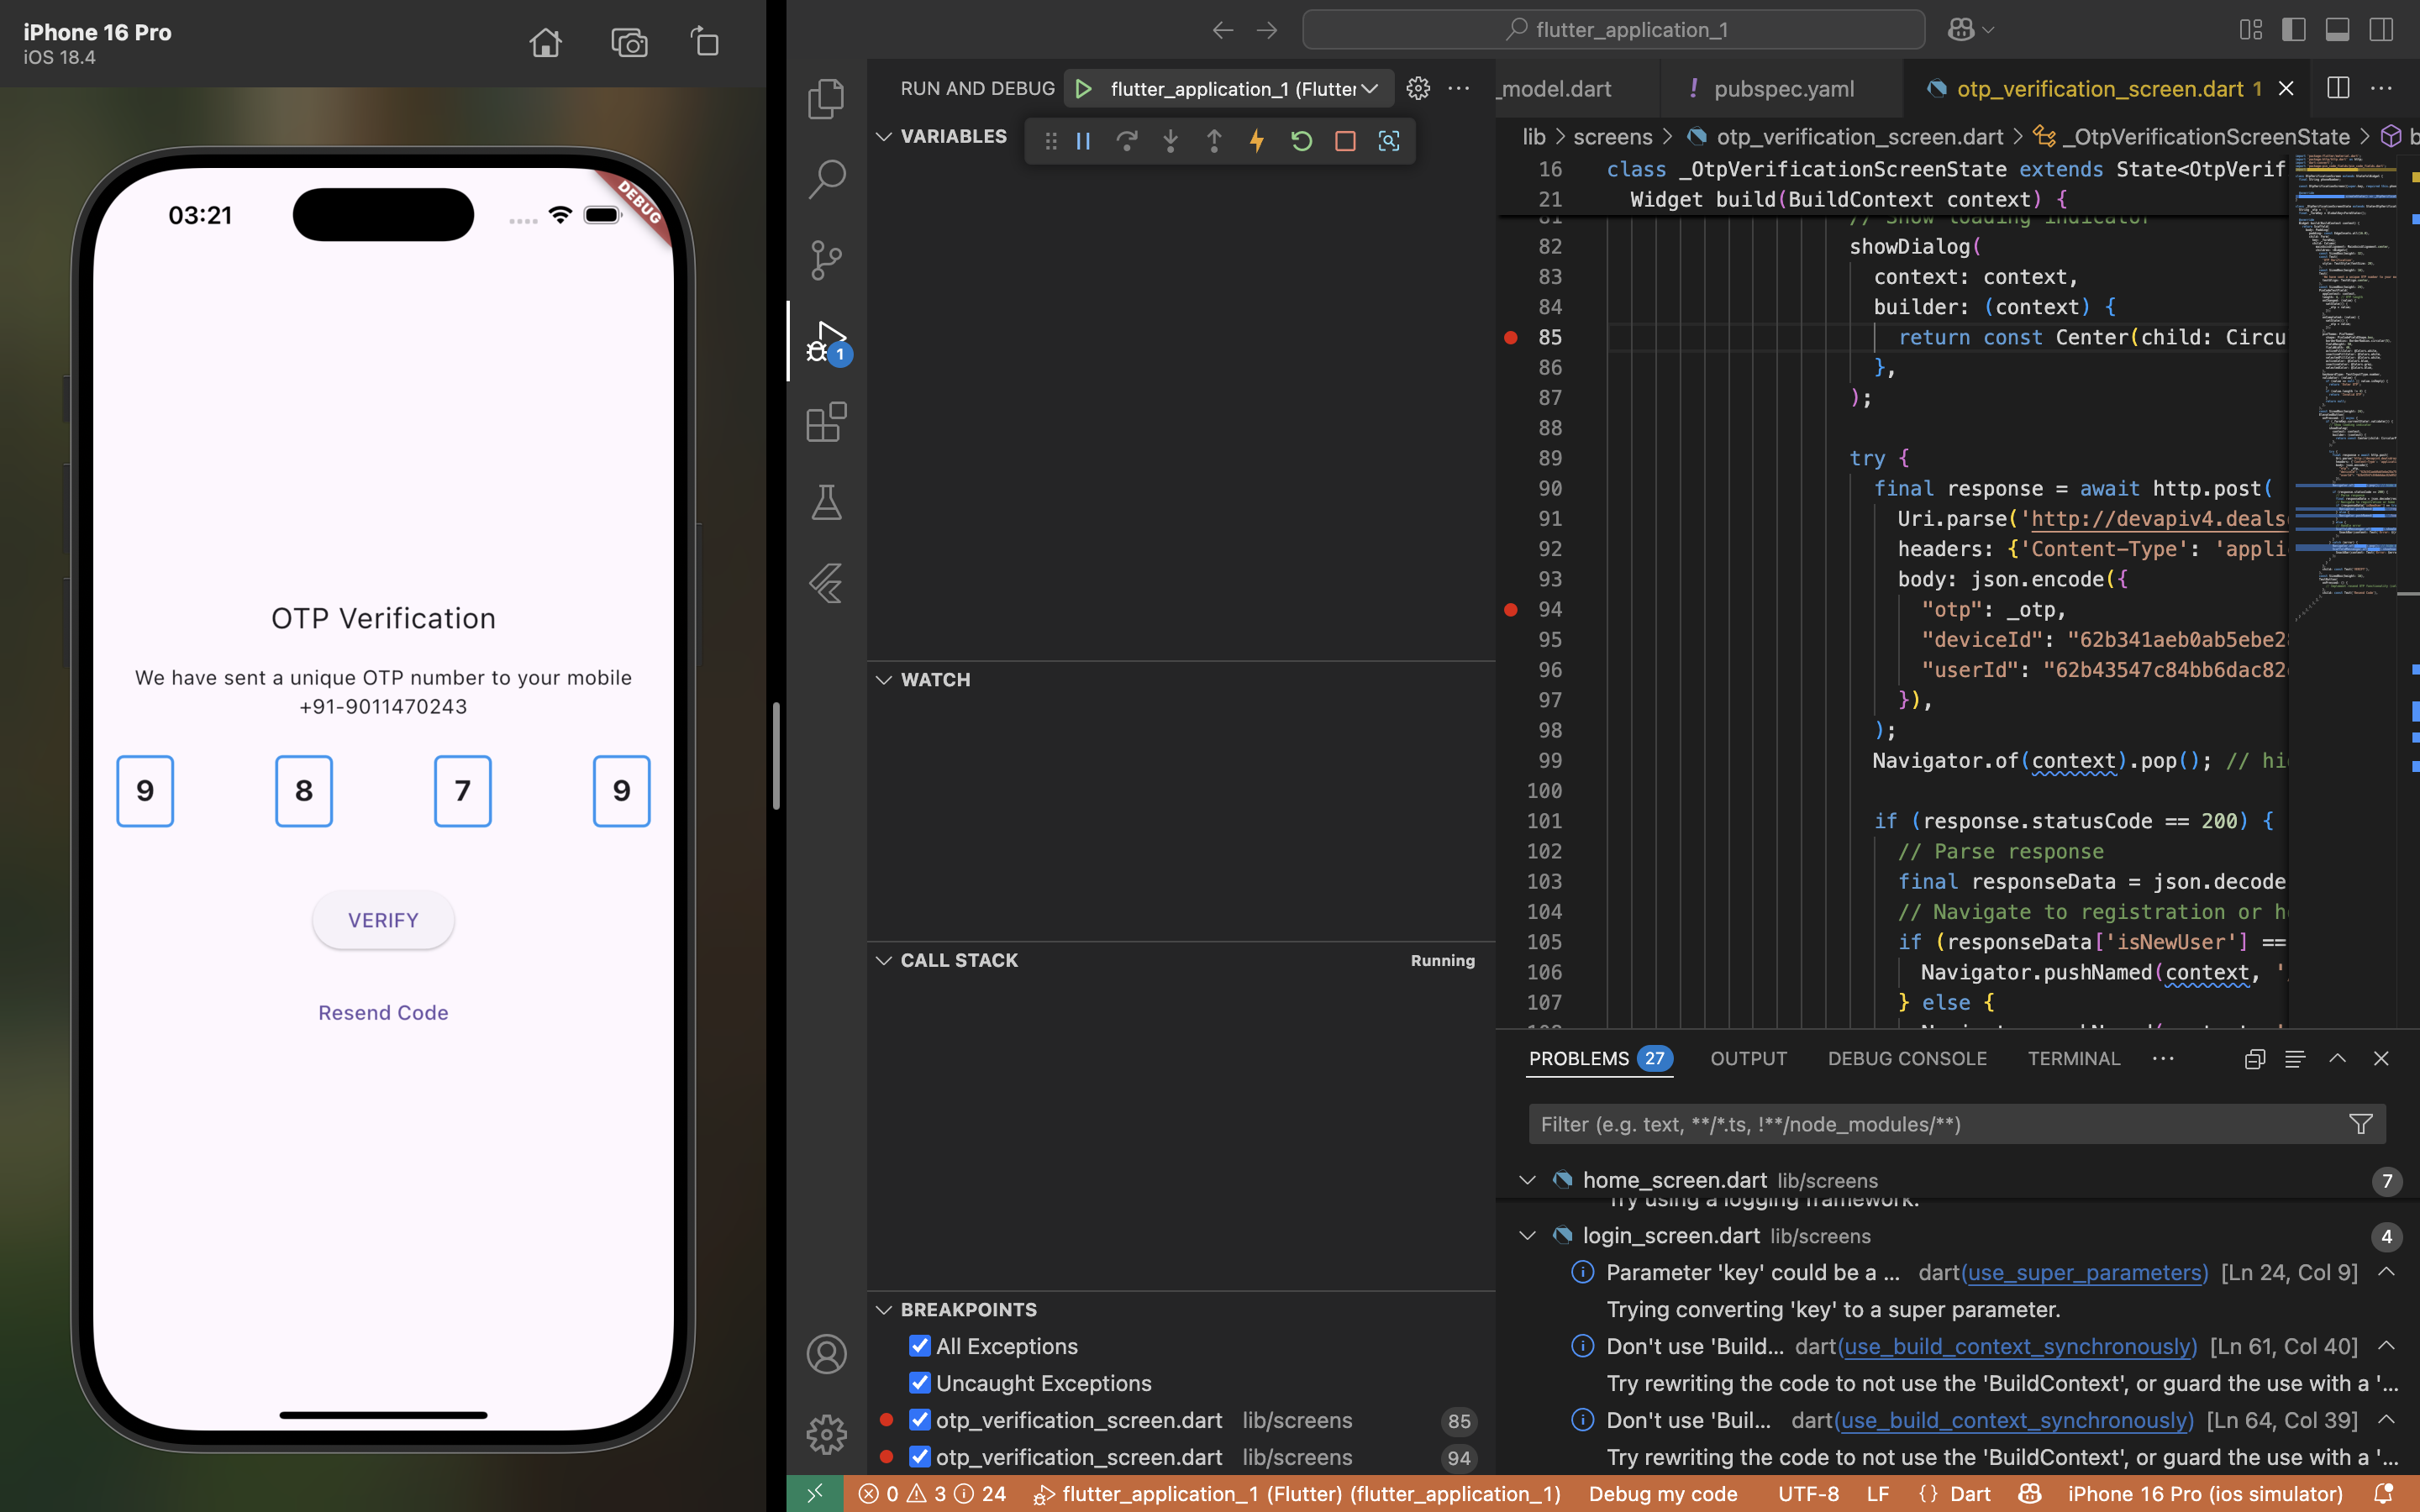 iPhone 16 Pro
iOS 18.4
03:21
DEBUG
OTP Verification
We have sent a unique OTP number to your mobile
+91-9011470243
9 8 7 9
VERIFY
Resend Code
flutter_application_1
RUN AND DEBUG
flutter_application_1 (Flutter
VARIABLES
1
WATCH
CALL STACK
Running
BREAKPOINTS
All Exceptions
Uncaught Exceptions
otp_verification_screen.dart lib/screens 85
otp_verification_screen.dart lib/screens 94
_model.dart
! pubspec.yaml
otp_verification_screen.dart 1
lib > screens > otp_verification_screen.dart > _OtpVerificationScreenState >
16 class _OtpVerificationScreenState extends State<OtpVerif
21 Widget build(BuildContext context) {
81 // Show loading indicator
82 showDialog(
83 context: context,
84 builder: (context) {
85 return const Center(child: Circu
86 },
87 );
88
89 try {
90 final response = await http.post(
91 Uri.parse('http://devapiv4.deals
92 headers: {'Content-Type': 'appli
93 body: json.encode({
94 "otp": _otp,
95 "deviceId": "62b341aeb0ab5ebe2
96 "userId": "62b43547c84bb6dac82
97 }),
98 );
99 Navigator.of(context).pop(); // hi
100
101 if (response.statusCode == 200) {
102 // Parse response
103 final responseData = json.decode
104 // Navigate to registration or h
105 if (responseData['isNewUser'] ==
106 Navigator.pushNamed(context, '
107 } else {
PROBLEMS 27
OUTPUT
DEBUG CONSOLE
TERMINAL
Filter (e.g. text, **/*.ts, !**/node_modules/**)
home_screen.dart lib/screens 7
Try using a logging framework.
login_screen.dart lib/screens 4
Parameter 'key' could be a ... dart(use_super_parameters) [Ln 24, Col 9]
Trying converting 'key' to a super parameter.
Don't use 'Build... dart(use_build_context_synchronously) [Ln 61, Col 40]
Try rewriting the code to not use the 'BuildContext', or guard the use with a '...
Don't use 'Buil... dart(use_build_context_synchronously) [Ln 64, Col 39]
Try rewriting the code to not use the 'BuildContext', or guard the use with a '...
0 3 24
flutter_application_1 (Flutter) (flutter_application_1)
Debug my code
UTF-8
LF
{} Dart
iPhone 16 Pro (ios simulator)